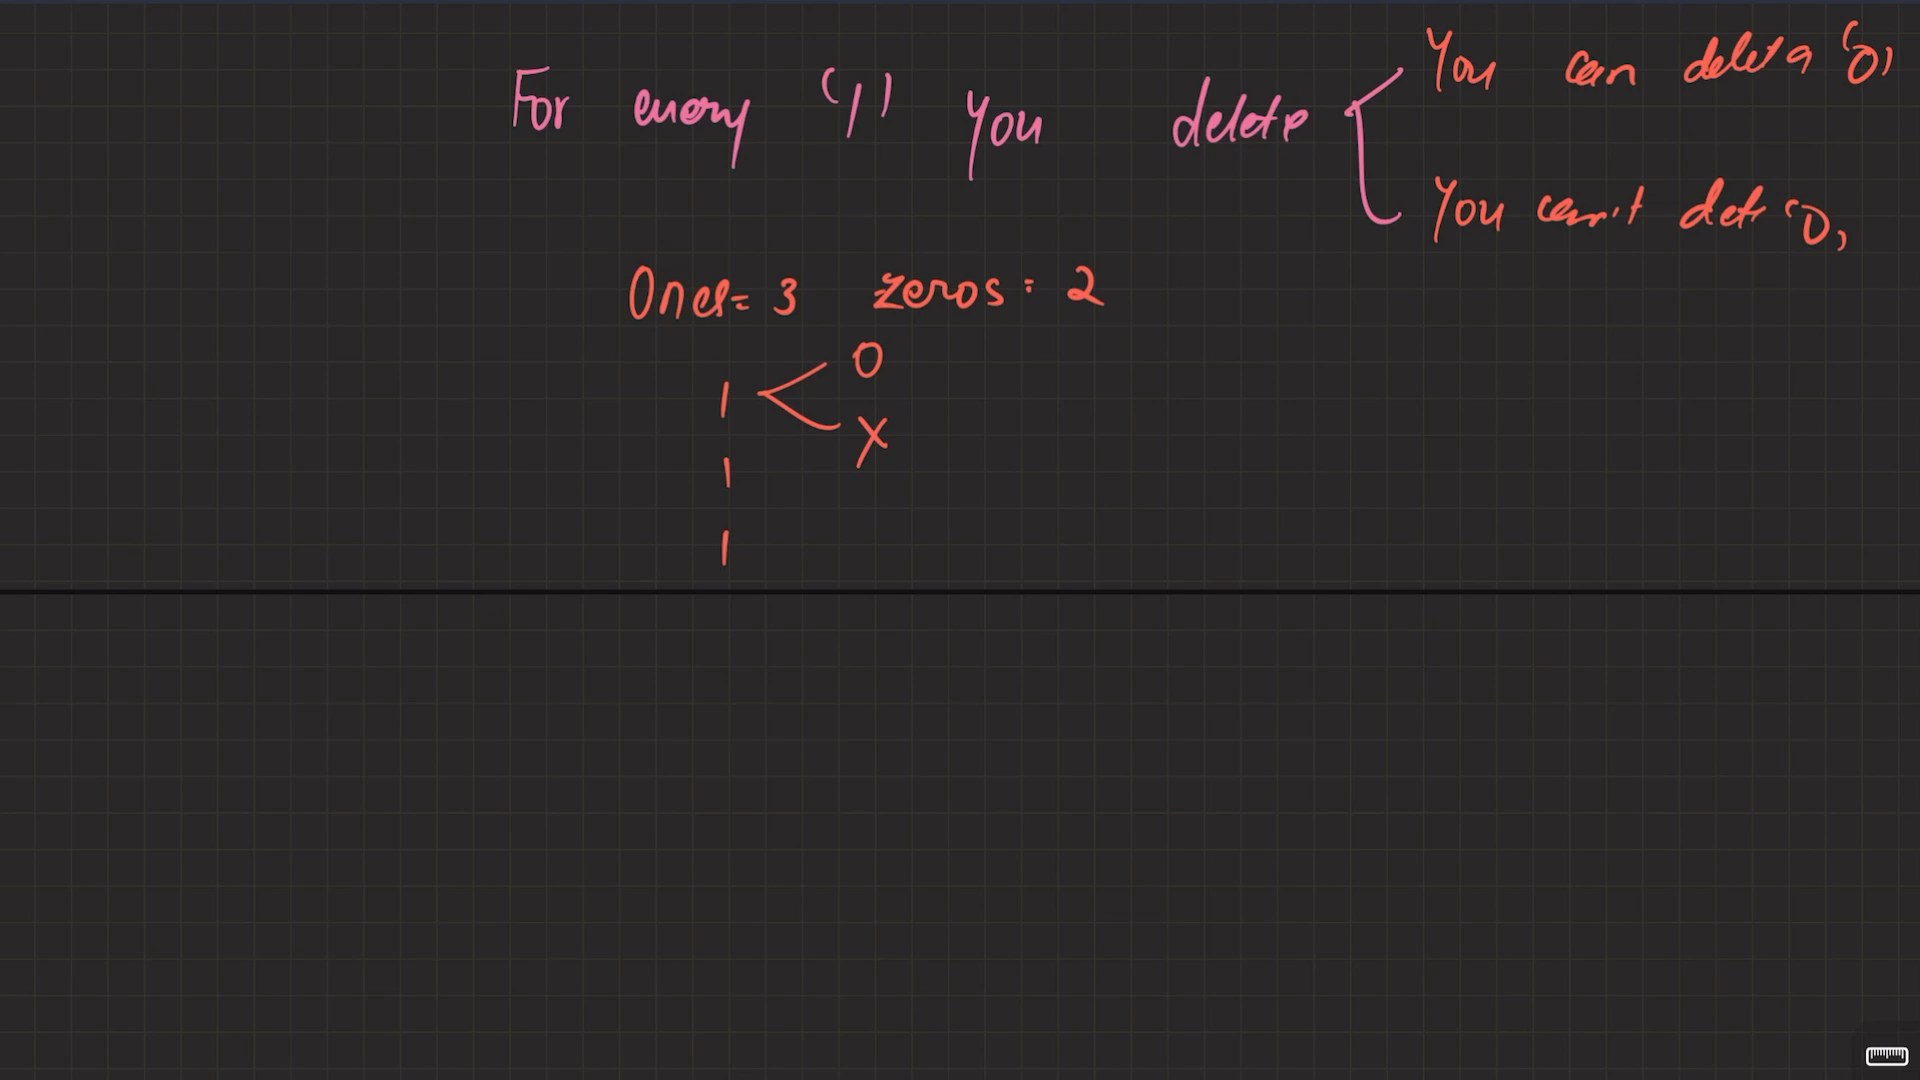 For every '1' you delete
You can delete '0'
You can't delt '0'
Ones = 3 zeros : 2
1 0
X
1
1